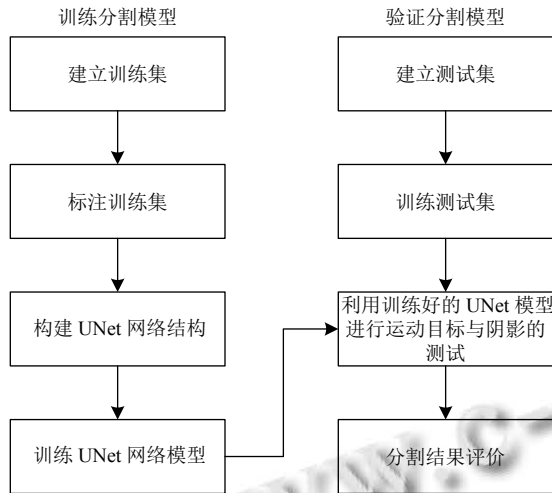 训练分割模型
建立训练集
标注训练集
构建 UNet 网络结构
训练 UNet 网络模型
验证分割模型
建立测试集
训练测试集
利用训练好的 UNet 模型
进行运动目标与阴影的
测试
分割结果评价